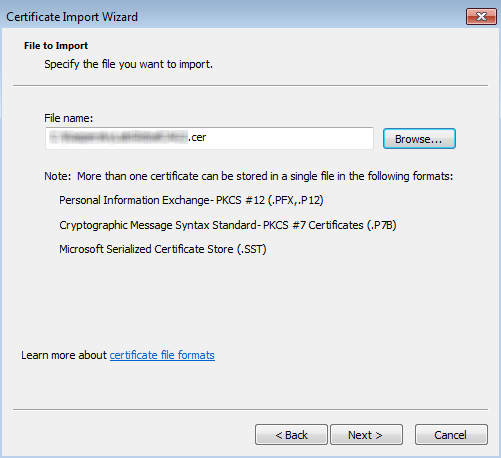 Certificate Import Wizard
File to Import
Specify the file you want to import.
File name:
.cer
Browse...
Note: More than one certificate can be stored in a single file in the following formats:
Personal Information Exchange- PKCS #12 (.PFX,.P12)
Cryptographic Message Syntax Standard- PKCS #7 Certificates (.P7B)
Microsoft Serialized Certificate Store (.SST)
Learn more about certificate file formats
< Back
Next >
Cancel